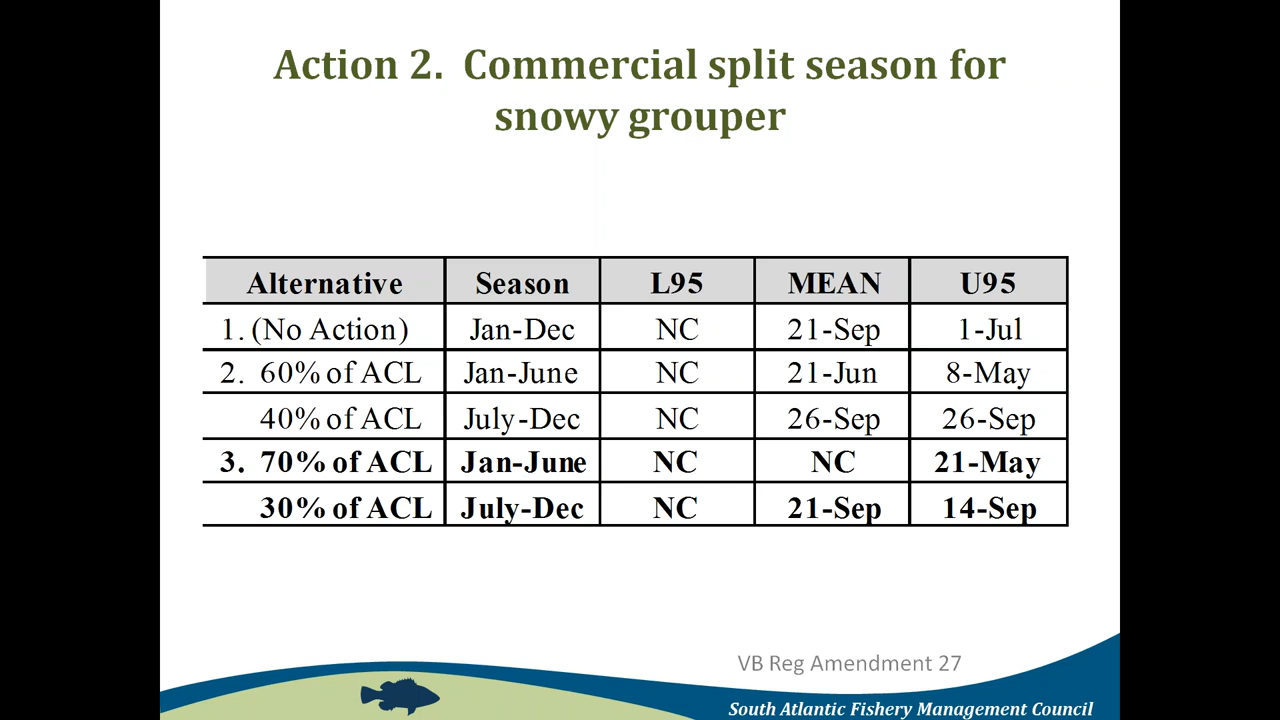 Action 2. Commercial split season for
snowy grouper
Alternative Season L95 MEAN U95
1. (No Action) Jan-Dec NC 21-Sep 1-Jul
2. 60% of ACL Jan-June NC 21-Jun 8-May
40% of ACL July-Dec NC 26-Sep 26-Sep
3. 70% of ACL Jan-June NC NC 21-May
30% of ACL July-Dec NC 21-Sep 14-Sep
VB Reg Amendment 27
South Atlantic Fishery Management Council